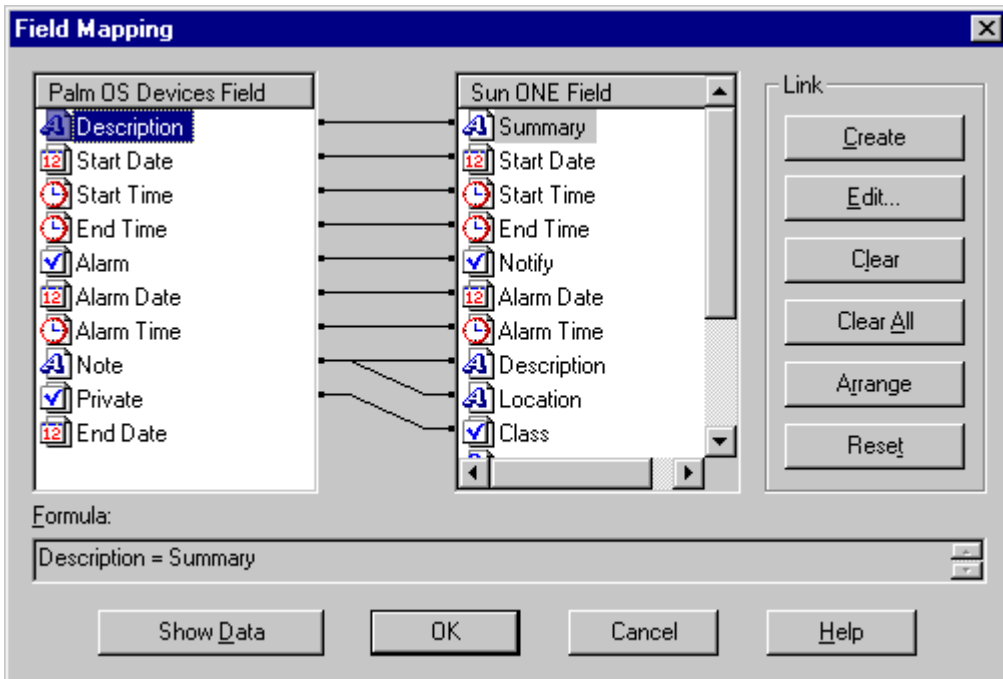 Field Mapping
Palm OS Devices Field
Description
Start Date
Start Time
End Time
Alarm
Alarm Date
Alarm Time
Note
Private
End Date
Sun ONE Field
Summary
Start Date
Start Time
End Time
Notify
Alarm Date
Alarm Time
Description
Location
Class
Link
Create
Edit...
Clear
Clear All
Arrange
Reset
Formula:
Description = Summary
Show Data
OK
Cancel
Help